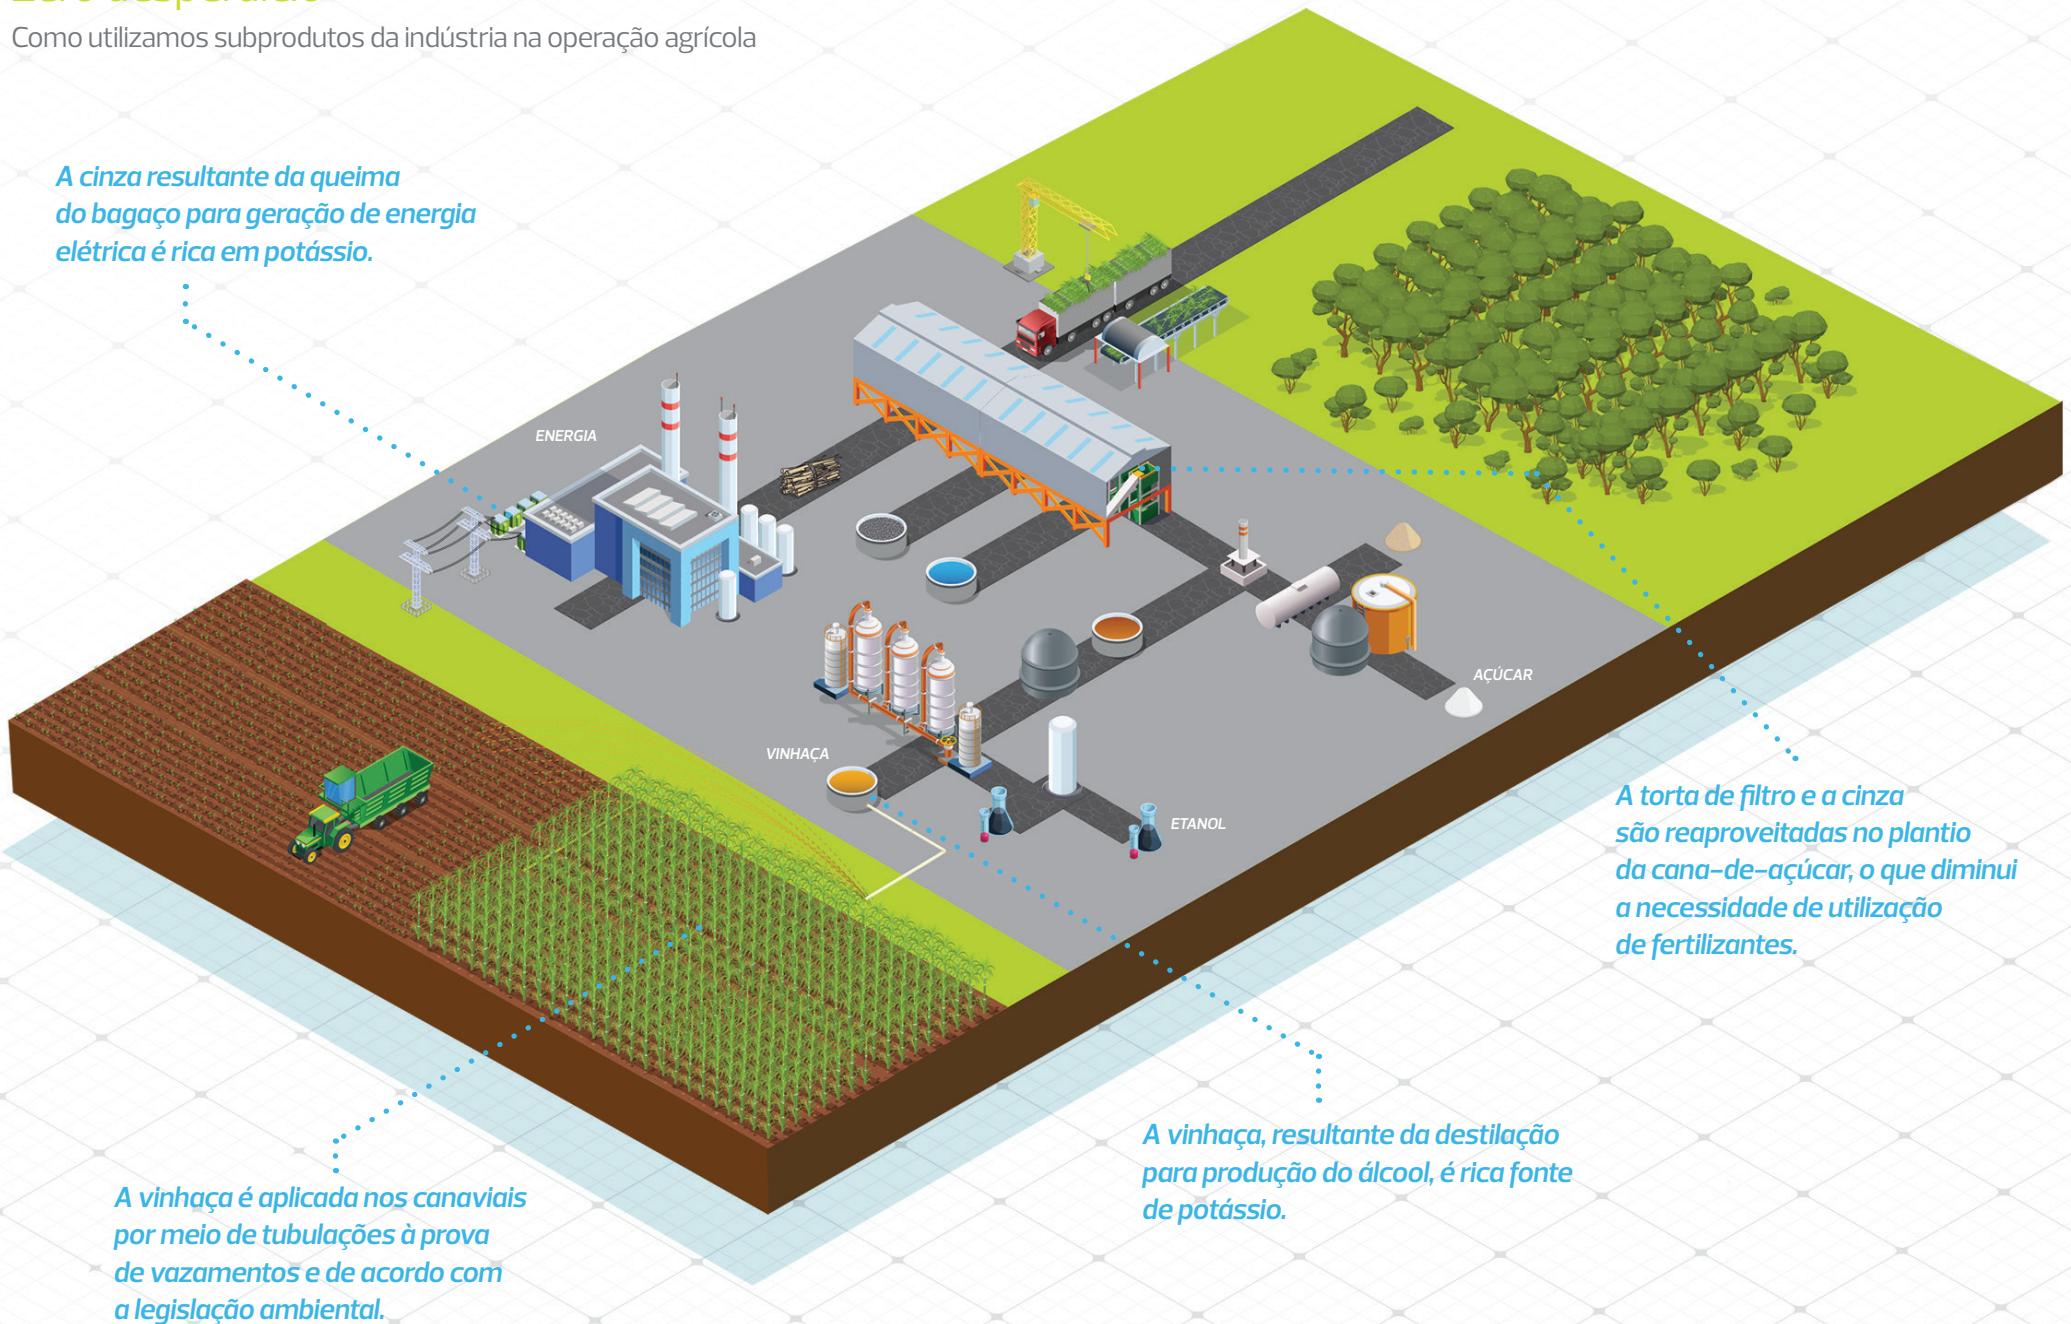 Zero desperdício
Como utilizamos subprodutos da indústria na operação agrícola
A cinza resultante da queima
do bagaço para geração de energia
elétrica é rica em potássio.
ENERGIA
AÇÚCAR
VINHAÇA
ETANOL
A torta de filtro e a cinza
são reaproveitadas no plantio
da cana-de-açúcar, o que diminui
a necessidade de utilização
de fertilizantes.
A vinhaça, resultante da destilação
para produção do álcool, é rica fonte
de potássio.
A vinhaça é aplicada nos canaviais
por meio de tubulações à prova
de vazamentos e de acordo com
a legislação ambiental.